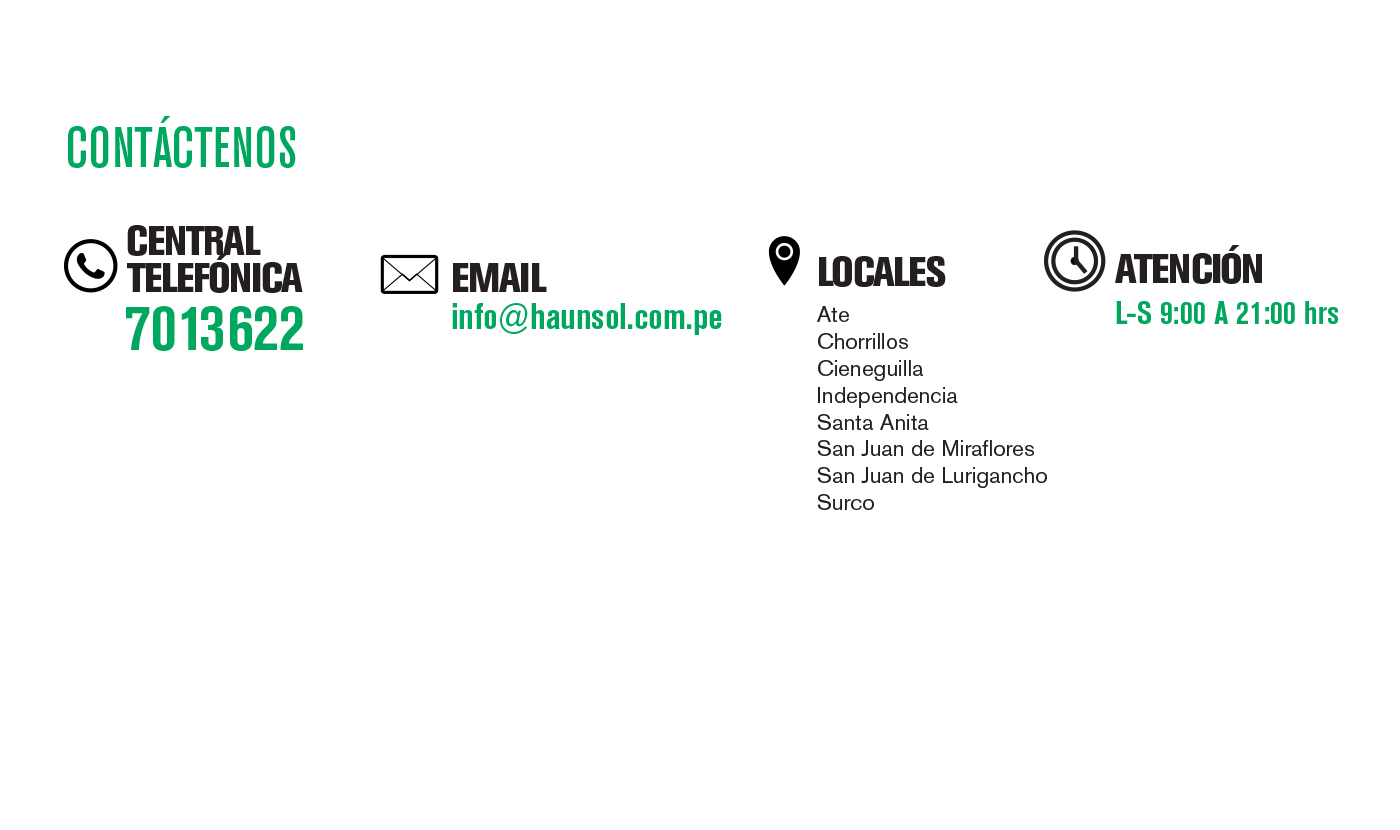 CONTÁCTENOS
CENTRAL
TELEFÓNICA
7013622
EMAIL
info@haunsol.com.pe
LOCALES
Ate
Chorrillos
Cieneguilla
Independencia
Santa Anita
San Juan de Miraflores
San Juan de Lurigancho
Surco
ATENCIÓN
L-S 9:00 A 21:00 hrs